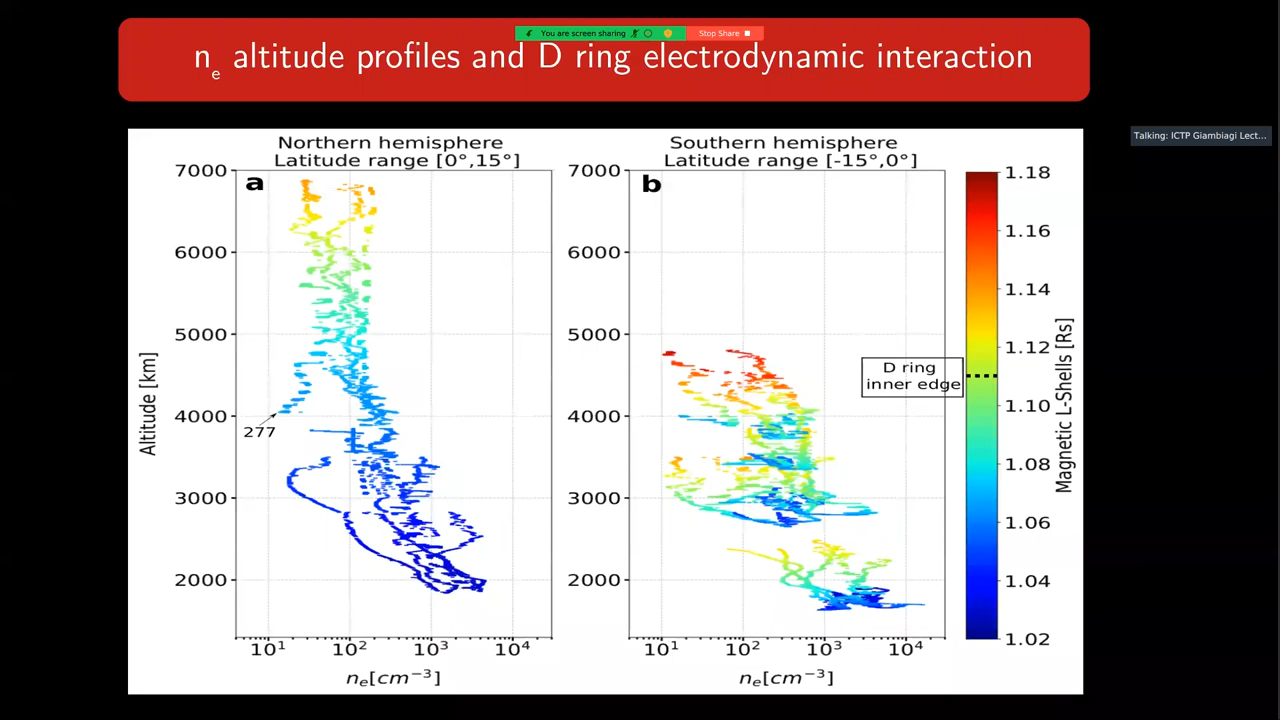 You are screen sharing
Stop Share
nₑ altitude profiles and D ring electrodynamic interaction
Talking: ICTP Giambiagi Lect...
Northern hemisphere
Latitude range [0°,15°]
a
7000
6000
5000
4000
3000
2000
Altitude [km]
277
10¹ 10² 10³ 10⁴
nₑ[cm⁻³]
Southern hemisphere
Latitude range [-15°,0°]
b
7000
6000
5000
4000
3000
2000
10¹ 10² 10³ 10⁴
nₑ[cm⁻³]
D ring
inner edge
1.18
1.16
1.14
1.12
1.10
1.08
1.06
1.04
1.02
Magnetic L-Shells [Rs]